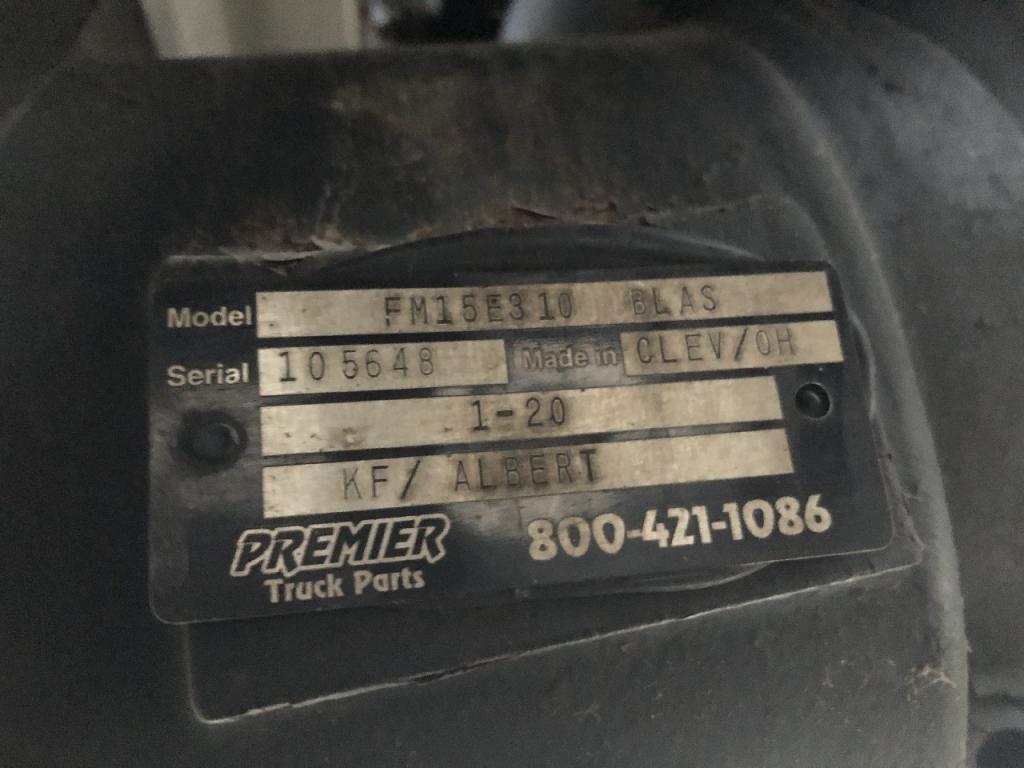 Model FM15E310 BLAS
Serial 105648 Made in CLEV/OH
1-20
KF/ ALBERT
PREMIER 800-421-1086
Truck Parts